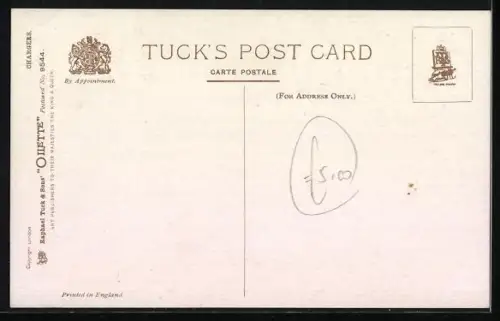 TUCK'S POST CARD
CARTE POSTALE
By Appointment.
(FOR ADDRESS ONLY.)
£5.00
CHARGERS.
Raphael Tuck & Sons' "OILETTE" Postcard No. 9544.
ART PUBLISHERS TO THEIR MAJESTIES THE KING & QUEEN.
Copyright
Printed in England